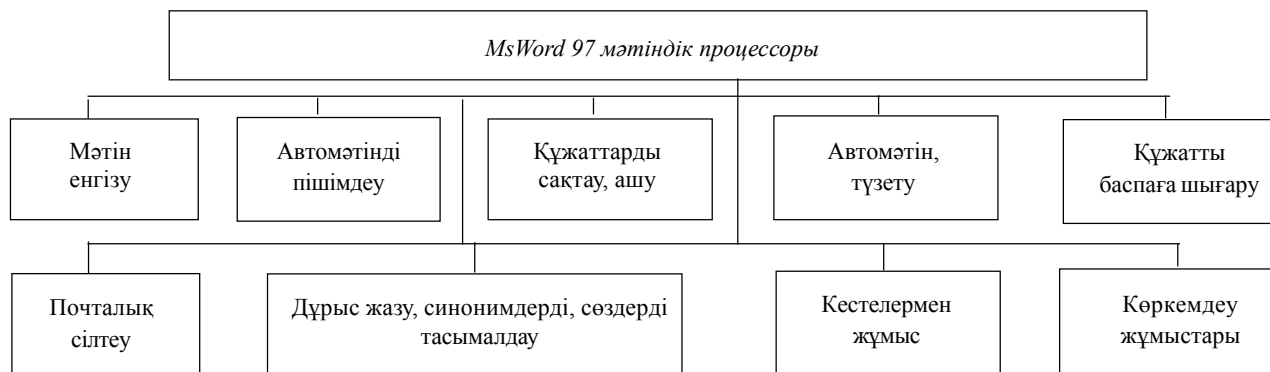 MsWord 97 мәтіндік процессоры
Мәтін
енгізу
Автомәтінді
пішімдеу
Құжаттарды
сақтау, ашу
Автомәтін,
түзету
Құжатты
баспаға шығару
Почталық
сілтеу
Дұрыс жазу, синонимдерді, сөздерді
тасымалдау
Кестелермен
жұмыс
Көркемдеу
жұмыстары